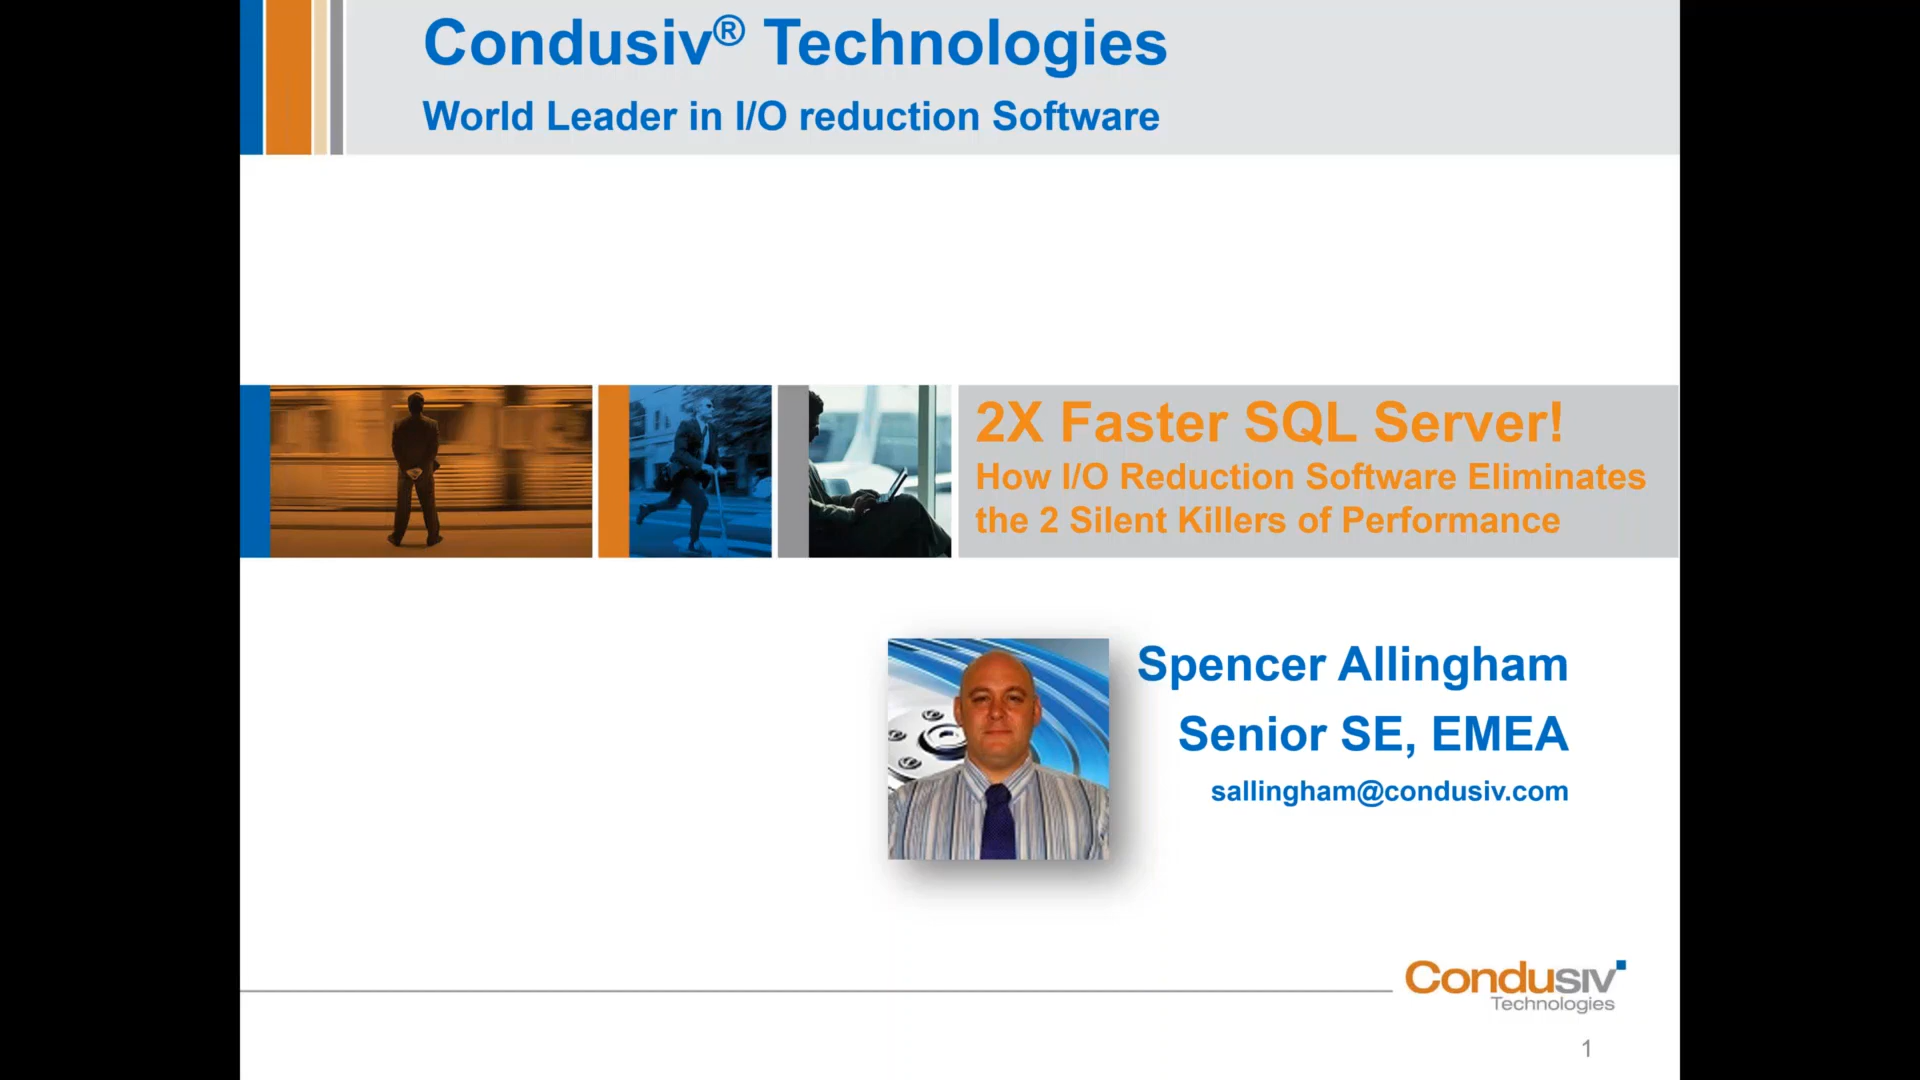 Condusiv® Technologies
World Leader in I/O reduction Software
2X Faster SQL Server!
How I/O Reduction Software Eliminates
the 2 Silent Killers of Performance
Spencer Allingham
Senior SE, EMEA
sallingham@condusiv.com
Condusiv
Technologies
1